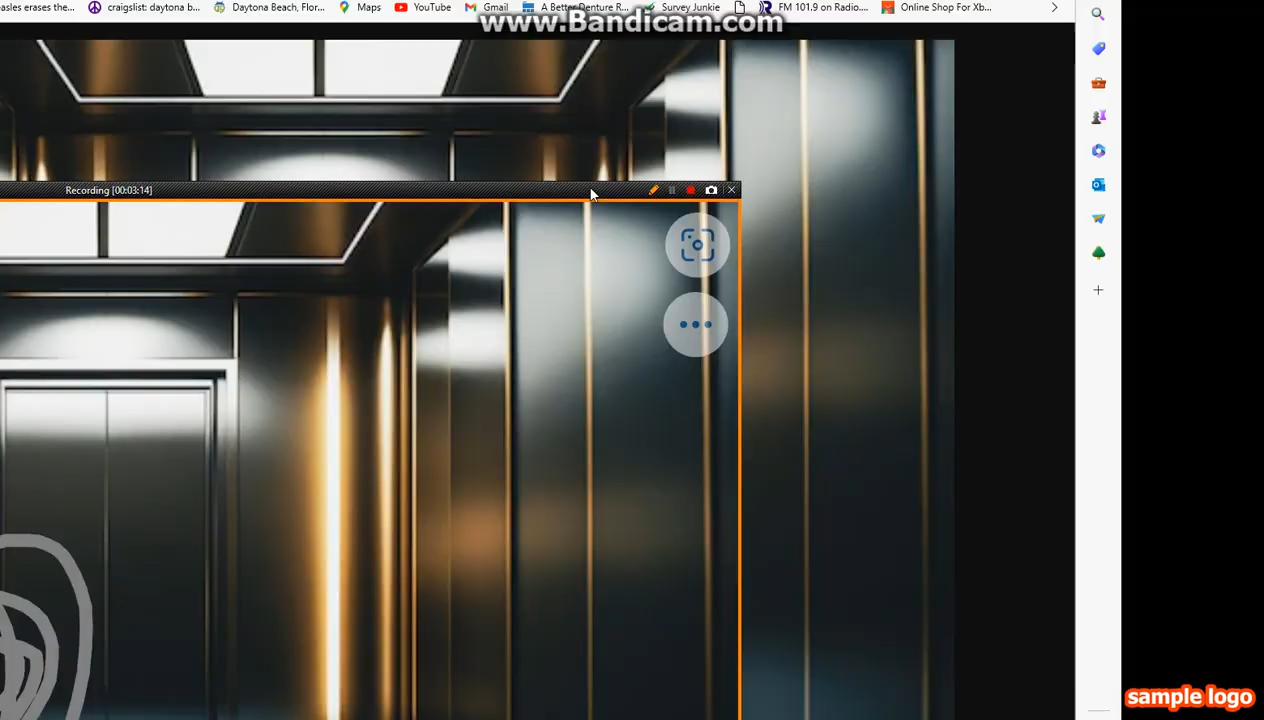 easles erases the...
craigslist: daytona b...
Daytona Beach, Flor...
Maps
YouTube
Gmail
A Better Denture R...
Survey Junkie
FM 101.9 on Radio...
Online Shop For Xb...
www.Bandicam.com
Recording [00:03:14]
sample logo